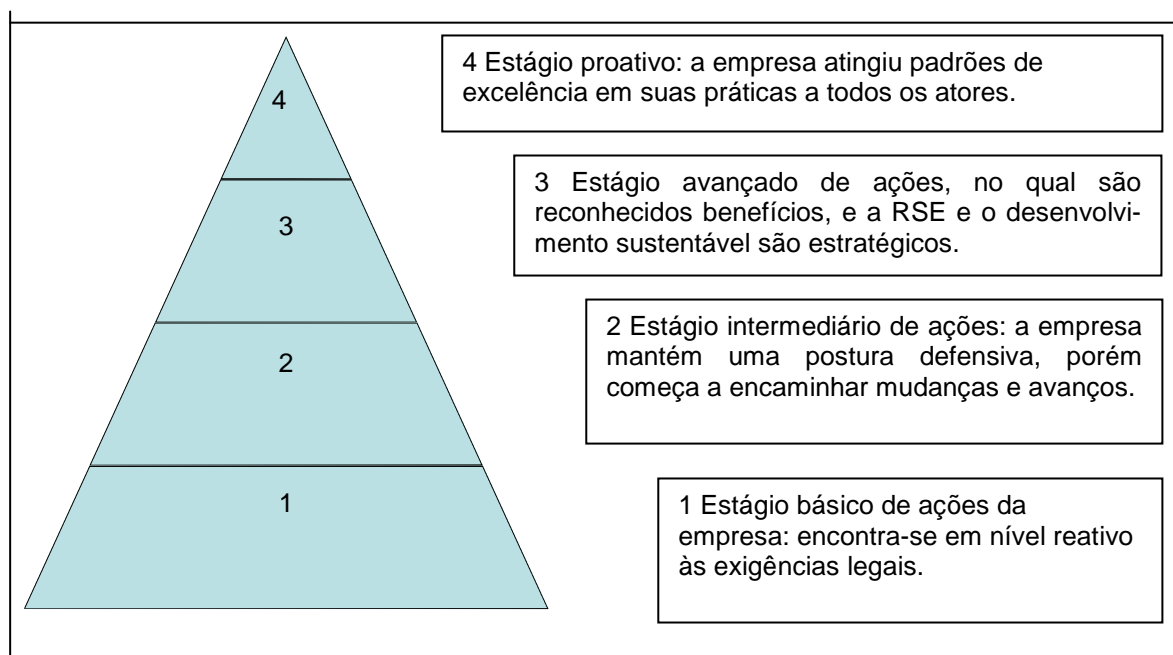 4
4 Estágio proativo: a empresa atingiu padrões de
excelência em suas práticas a todos os atores.
3
3 Estágio avançado de ações, no qual são
reconhecidos benefícios, e a RSE e o desenvolvi-
mento sustentável são estratégicos.
2
2 Estágio intermediário de ações: a empresa
mantém uma postura defensiva, porém
começa a encaminhar mudanças e avanços.
1
1 Estágio básico de ações da
empresa: encontra-se em nível reativo
às exigências legais.